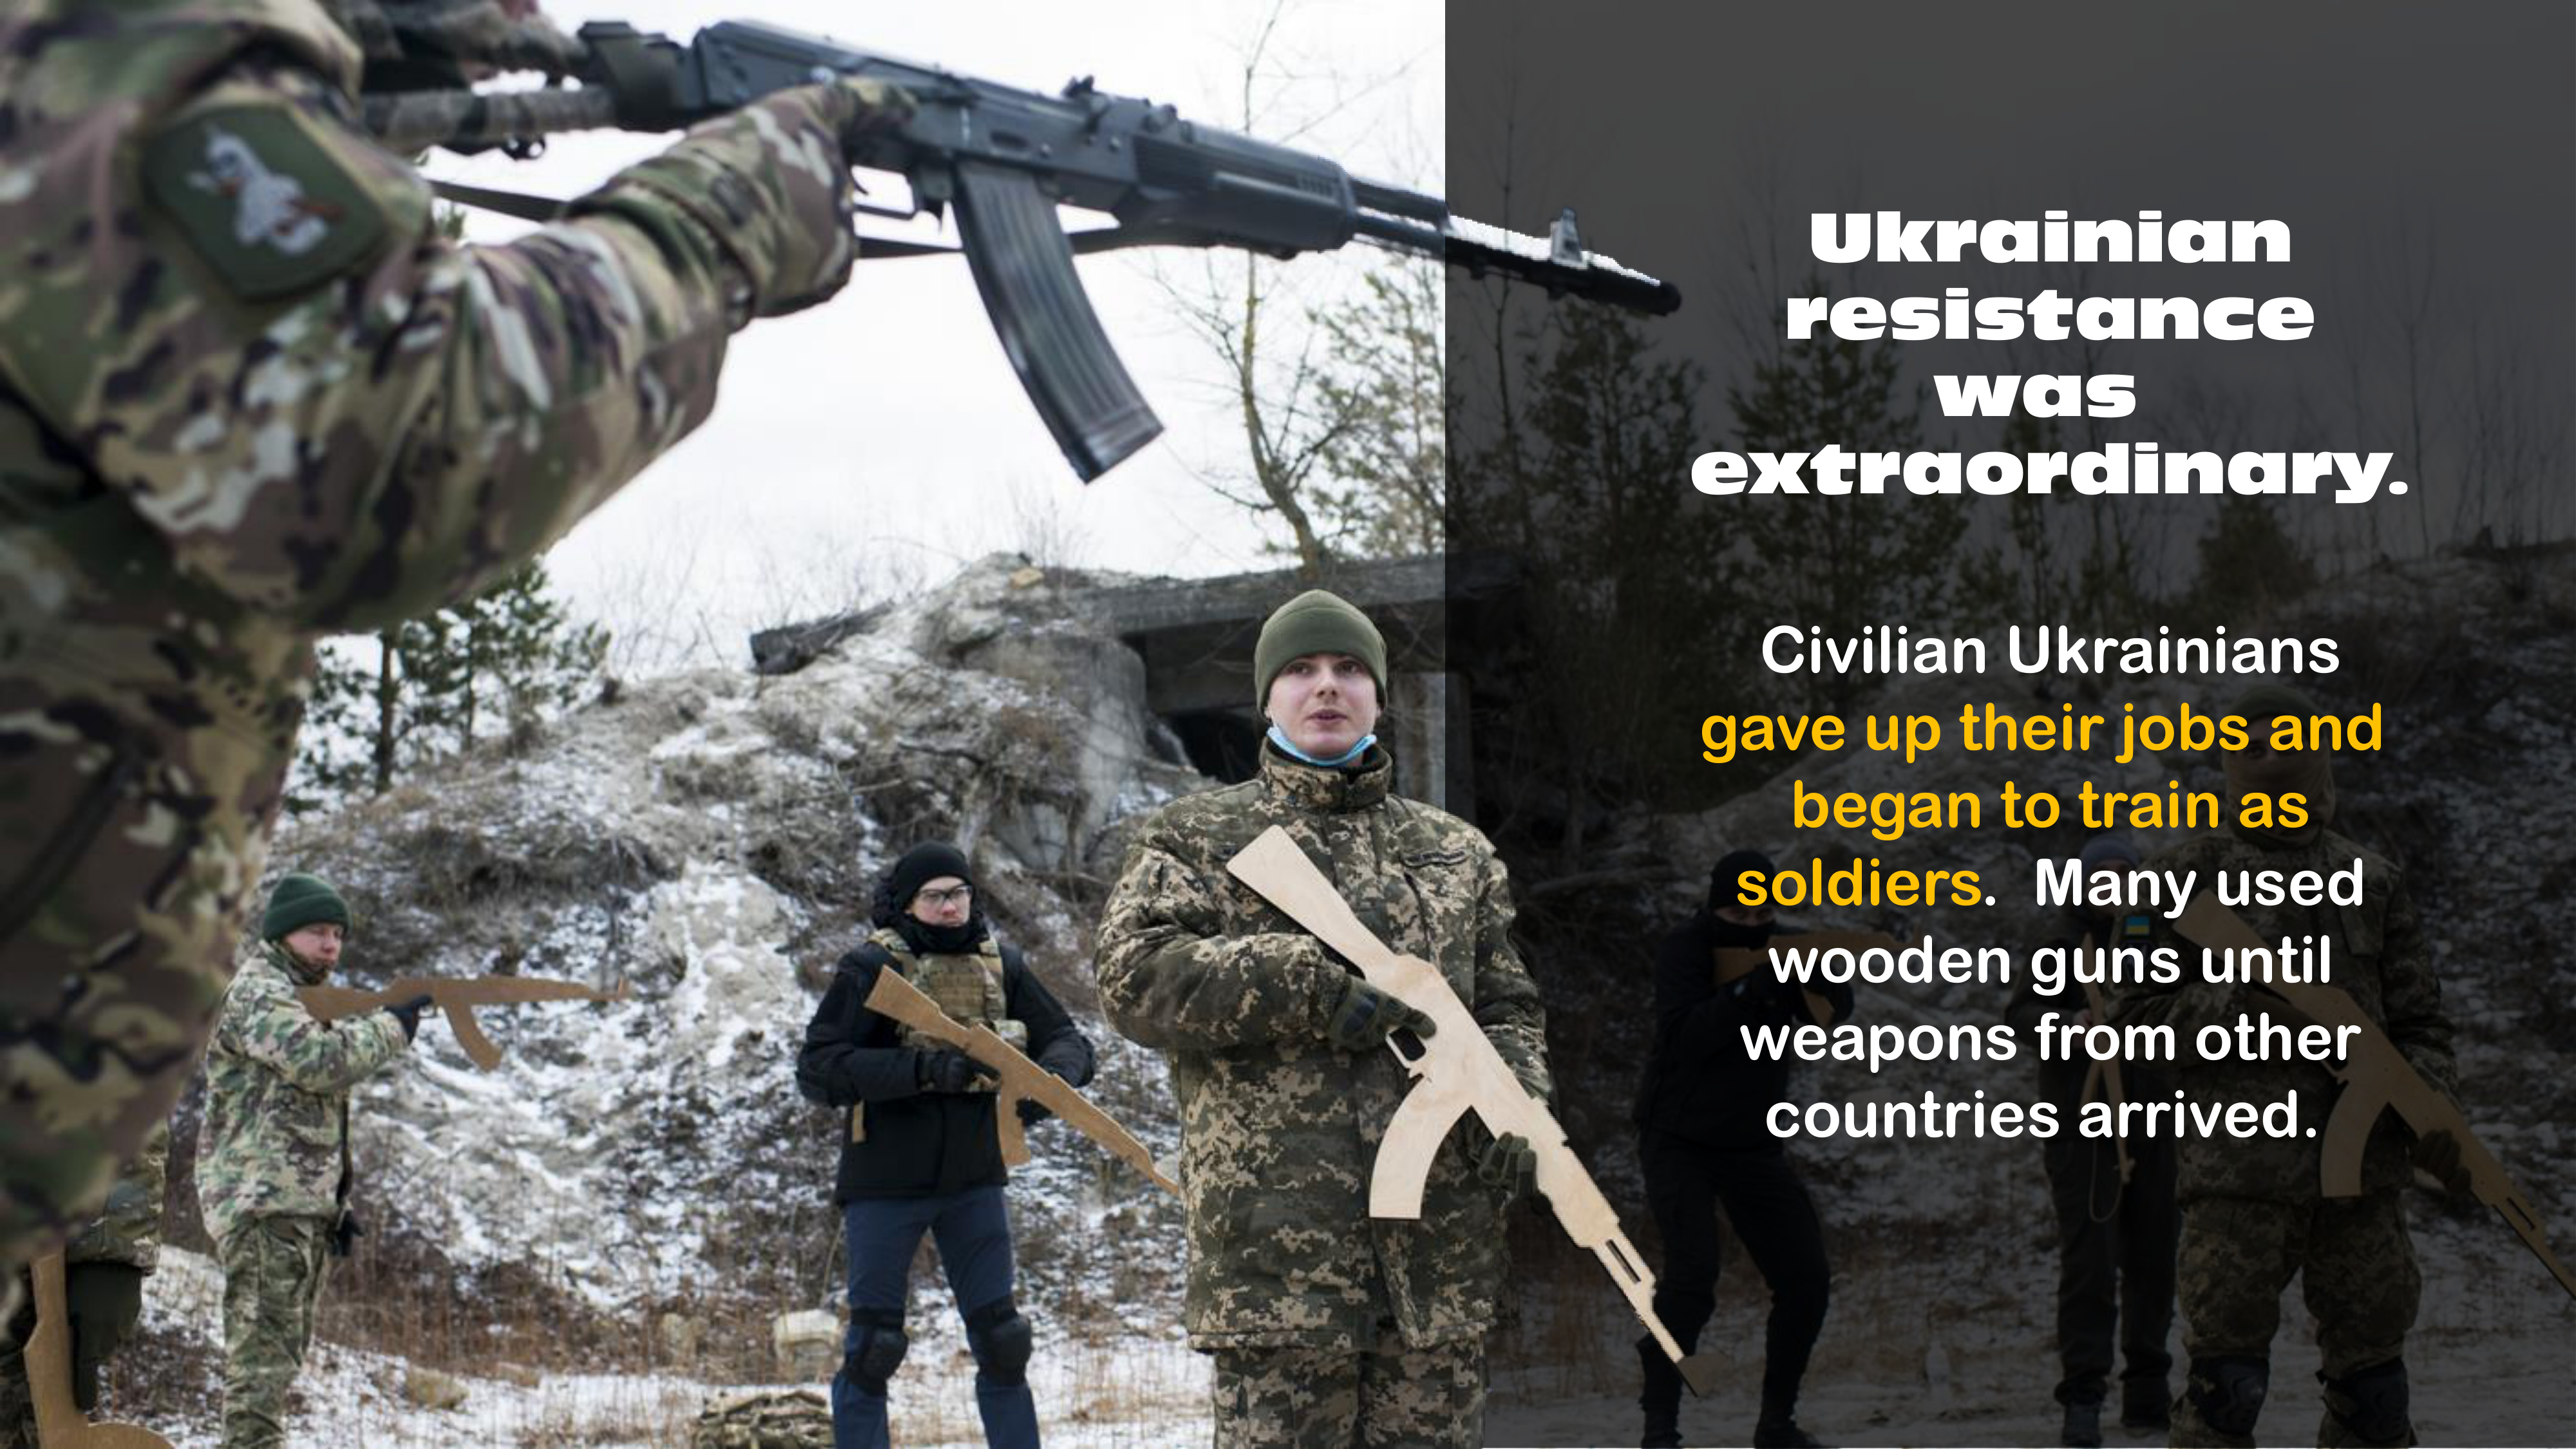 Ukrainian
resistance
was
extraordinary.
Civilian Ukrainians
gave up their jobs and
began to train as
soldiers.  Many used
wooden guns until
weapons from other
countries arrived.